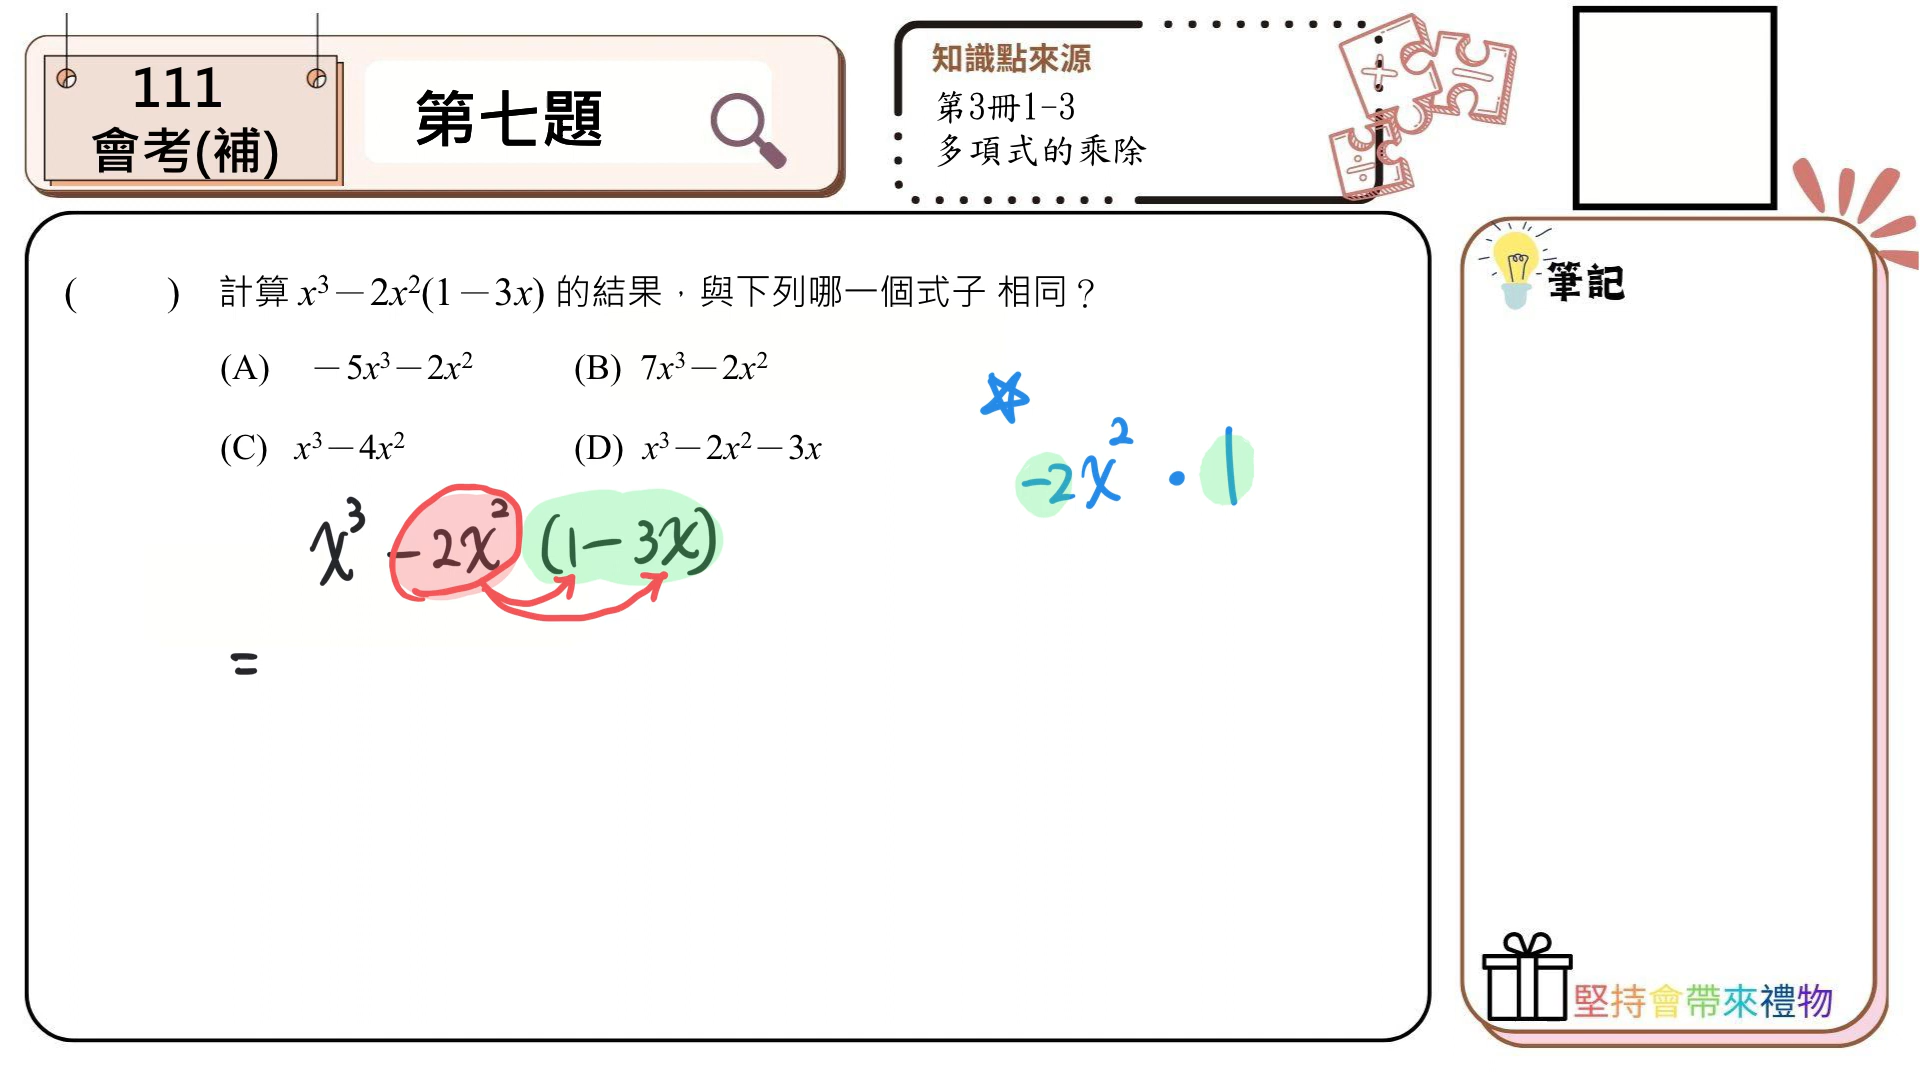 111
會考(補)
第七題
知識點來源
第3冊1-3
多項式的乘除
(  ) 計算 x³－2x²(1－3x) 的結果，與下列哪一個式子 相同？
(A) －5x³－2x² (B) 7x³－2x²
(C) x³－4x² (D) x³－2x²－3x
-2x² · 1
x³ -2x² (1-3x)
=
筆記
堅持會帶來禮物